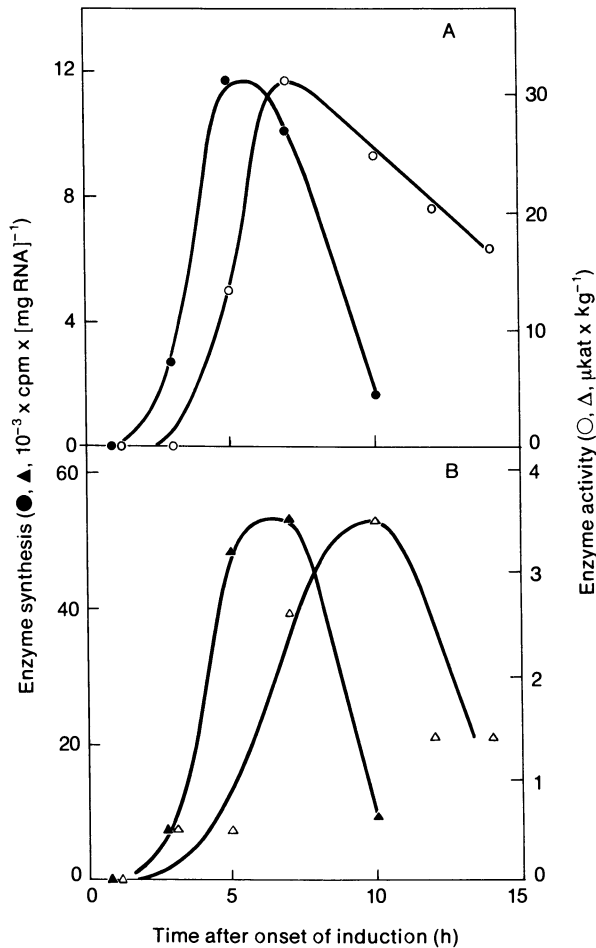 A
12
8
4
0
30
20
10
0
B
60
40
20
0
4
3
2
1
0
0 5 10 15
Time after onset of induction (h)
Enzyme synthesis (●, ▲, 10⁻³ x cpm x [mg RNA]⁻¹)
Enzyme activity (○, △, μkat x kg⁻¹)